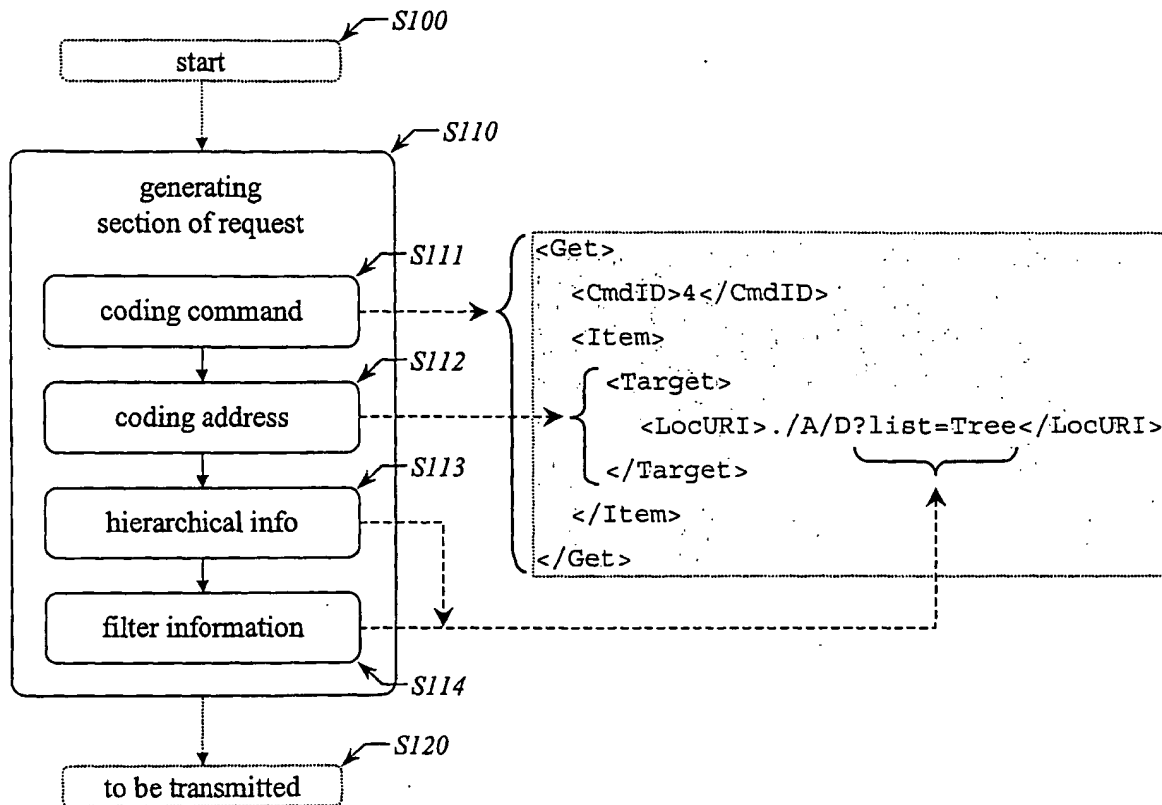 S100
start
S110
generating
section of request
S111
coding command
S112
coding address
S113
hierarchical info
filter information
S114
S120
to be transmitted
<Get>
<CmdID>4</CmdID>
<Item>
<Target>
<LocURI>./A/D?list=Tree</LocURI>
</Target>
</Item>
</Get>